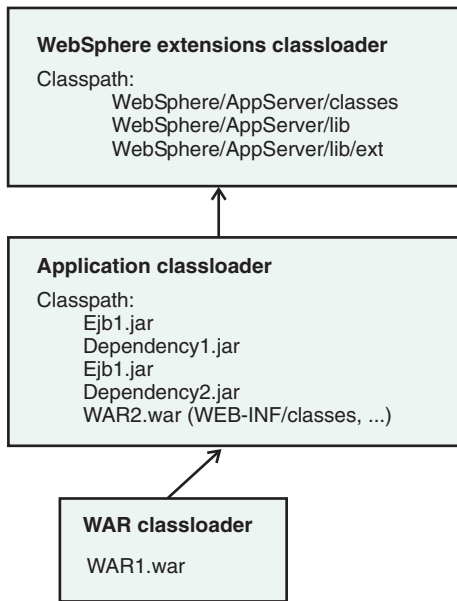 WebSphere extensions classloader
Classpath:
WebSphere/AppServer/classes
WebSphere/AppServer/lib
WebSphere/AppServer/lib/ext
Application classloader
Classpath:
Ejb1.jar
Dependency1.jar
Ejb1.jar
Dependency2.jar
WAR2.war (WEB-INF/classes, ...)
WAR classloader
WAR1.war